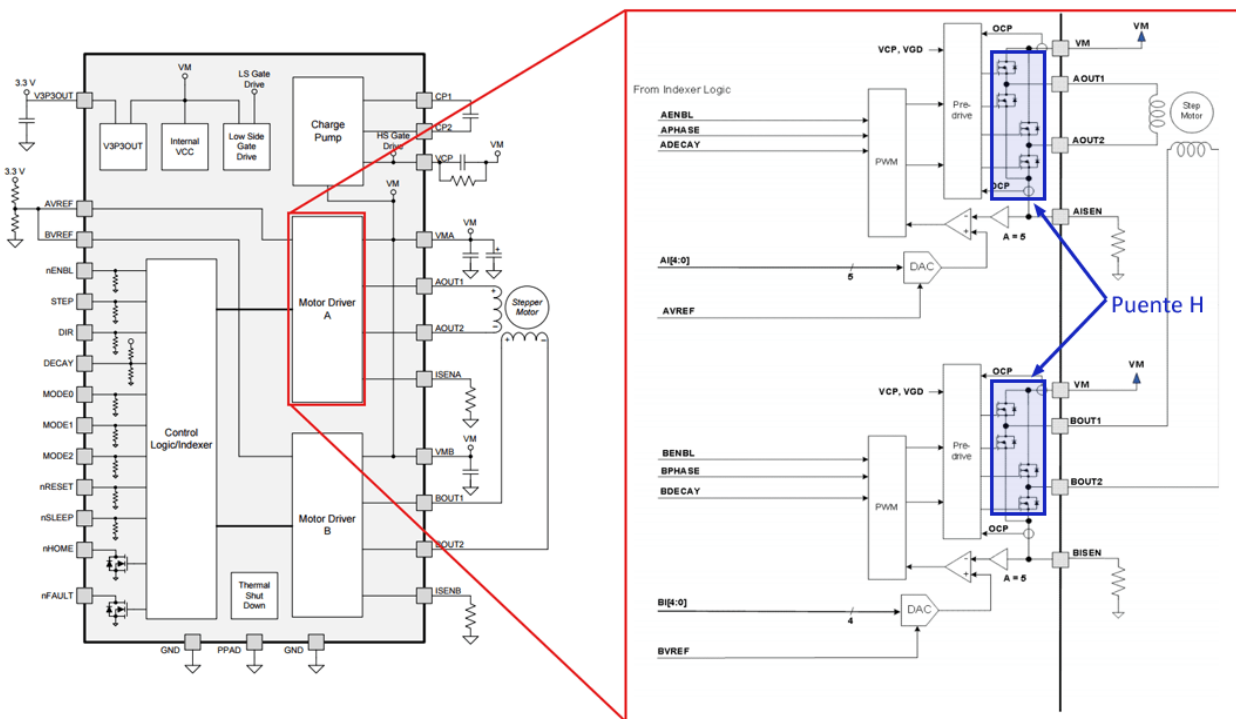 3.3 V
V3P3OUT
VM
LS Gate
Drive
V3P3OUT
Internal
VCC
Low Side
Gate
Drive
Charge
Pump
CP1
CP2
HS Gate
Drive
VCP
VM
VM
3.3 V
AVREF
BVREF
nENBL
STEP
DIR
DECAY
MODE0
MODE1
MODE2
nRESET
nSLEEP
nHOME
nFAULT
Control
Logic/Indexer
Motor Driver
A
VMA
VM
AOUT1
AOUT2
Stepper
Motor
+
−
+
−
ISENA
VM
VMB
Motor Driver
B
BOUT1
BOUT2
ISENB
Thermal
Shut
Down
GND
PPAD
GND
From Indexer Logic
AENBL
APHASE
ADECAY
PWM
VCP, VGD
Pre-
drive
OCP
VM
VM
AOUT1
Step
Motor
AOUT2
OCP
AISEN
-
+
A = 5
AI[4:0]
5
DAC
AVREF
Puente H
OCP
VM
VM
VCP, VGD
Pre-
drive
BOUT1
BENBL
BPHASE
BDECAY
PWM
BOUT2
OCP
BISEN
-
+
A = 5
BI[4:0]
4
DAC
BVREF